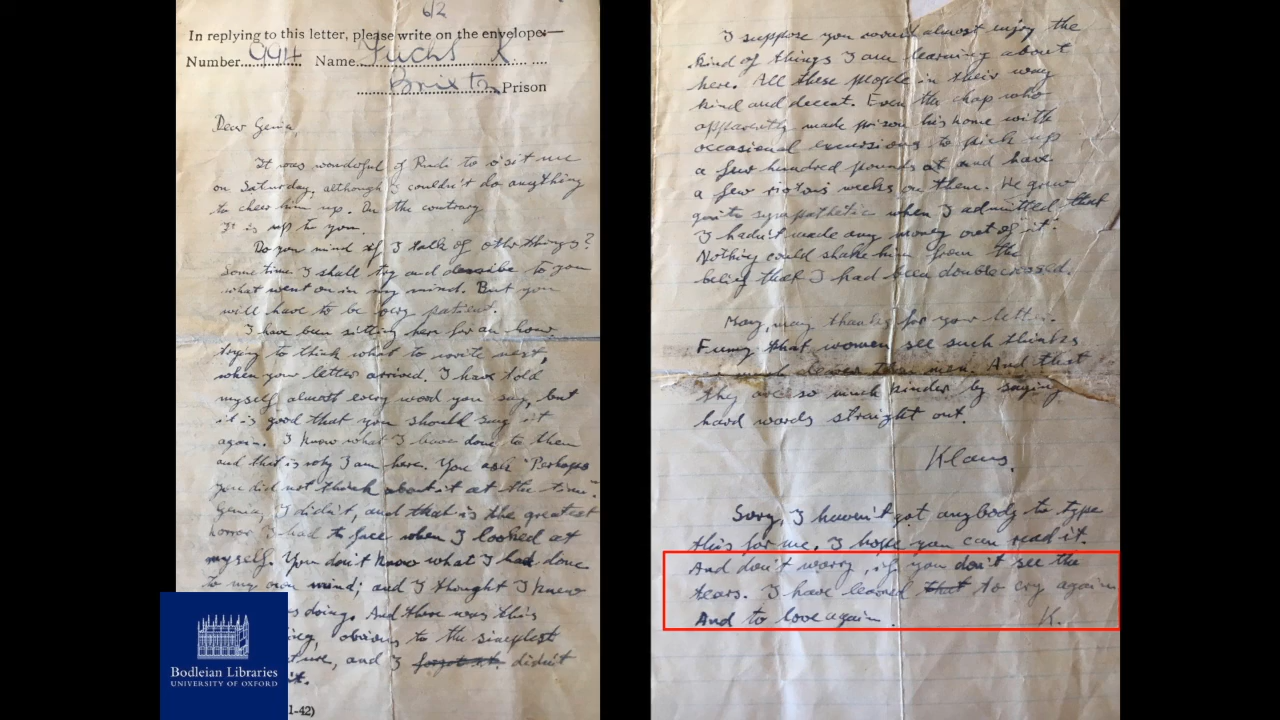 6/2
In replying to this letter, please write on the envelope—
Number 994 Name Fuchs K
Brixton Prison
Dear Genia,
It was wonderful of Rudi to visit me
on Saturday, although I couldn't do anything
to cheer him up. On the contrary
It is up to you.
Do you mind if I talk of other things?
Some time I shall try and describe to you
what went on in my mind. But you
will have to be very patient.
I have been sitting here for an hour
trying to think what to write next,
when your letter arrived. I have told
myself almost every word you say, but
it is good that you should say it
again. I know what I have done to them
and that is why I am here. You ask "Perhaps
you did not think about it at the time."
Genia, I didn't, and that is the greatest
horror I had to face when I looked at
myself. You don't know what I had done
to my own mind; and I thought I knew
doing. And there was this
obvious to the simplest
and I didn't
it.
1-42)
Bodleian Libraries
UNIVERSITY OF OXFORD
I suppose you would almost enjoy the
kind of things I am learning about
here. All these people in their way
kind and decent. Even the chap who
apparently made prison his home with
occasional excursions to pick up
a few hundred pounds and have
a few riotous weeks on them. He grew
quite sympathetic when I admitted that
I hadn't made any money out of it.
Nothing could shake him from the
belief that I had been doublecrossed.
Many, many thanks for your letter.
Funny that women see such thinks
so much clearer than men. And that
they are so much kinder by saying
hard words straight out.
Klaus.
Sorry, I haven't got anybody to type
this for me. I hope you can read it.
And don't worry, if you don't see the
tears. I have learned that to cry again
And to love again. K.